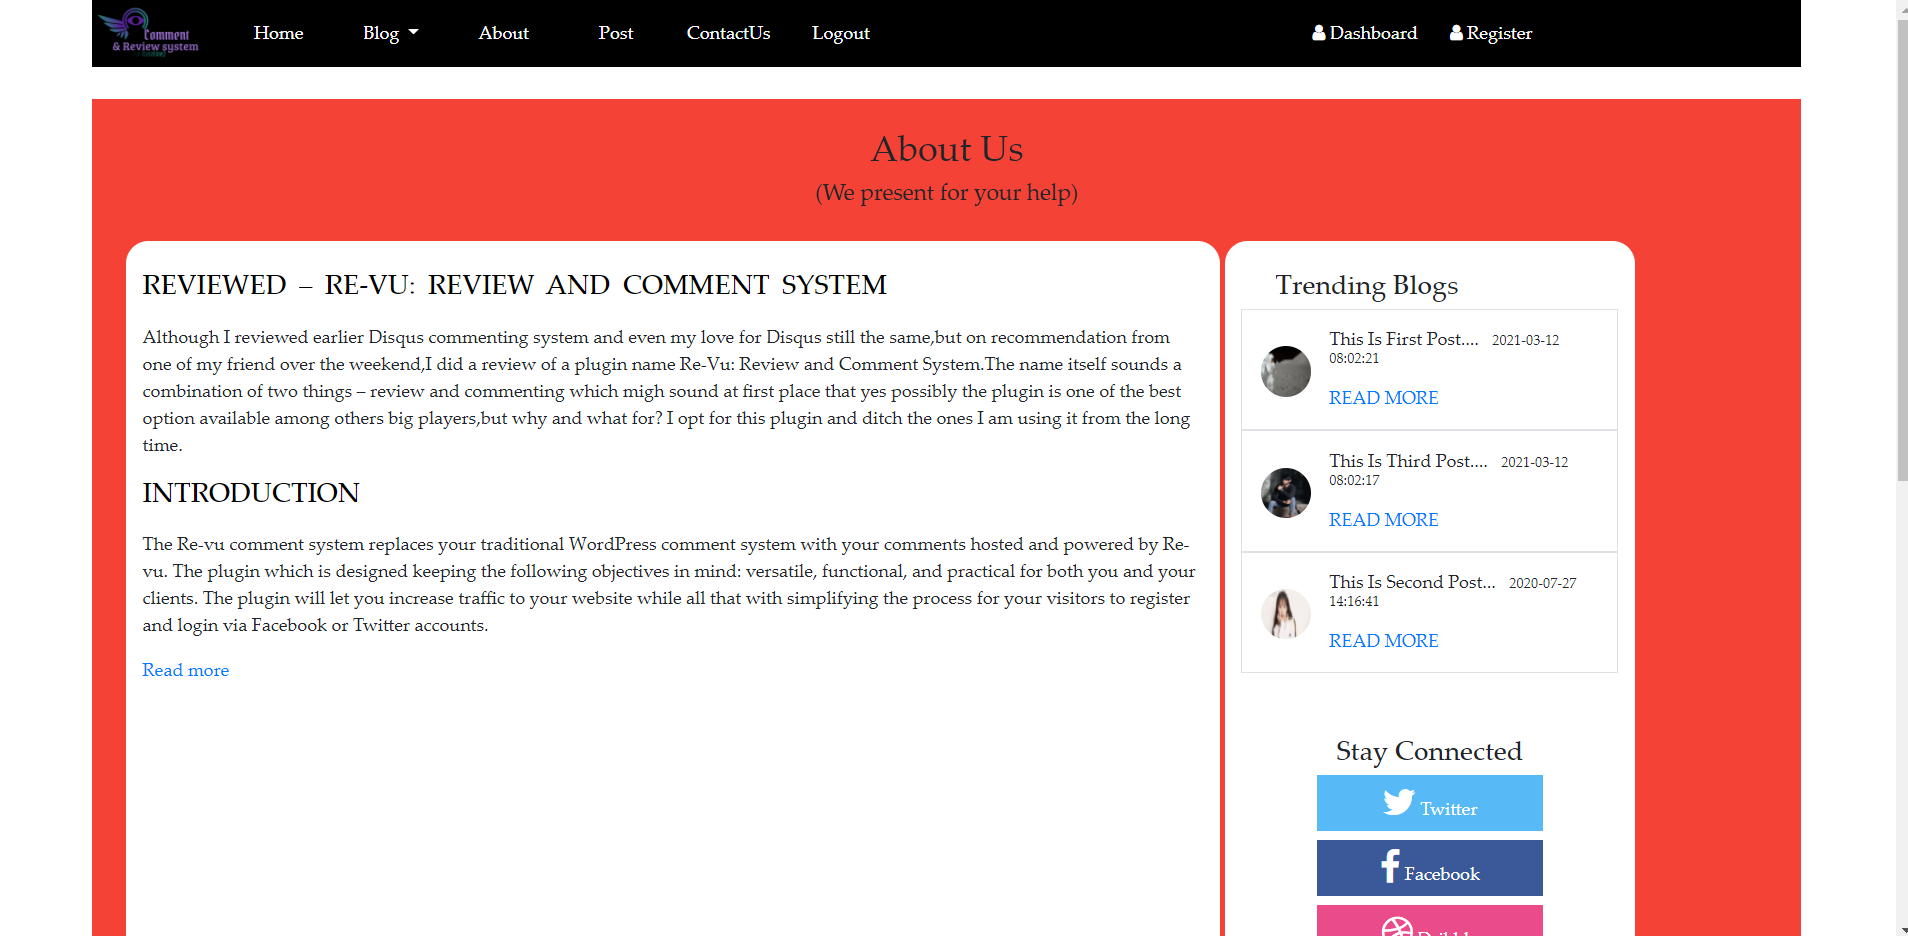 Comment
& Review system
Home
Blog
About
Post
ContactUs
Logout
Dashboard
Register
About Us
(We present for your help)
REVIEWED – RE-VU: REVIEW AND COMMENT SYSTEM
Although I reviewed earlier Disqus commenting system and even my love for Disqus still the same,but on recommendation from
one of my friend over the weekend,I did a review of a plugin name Re-Vu: Review and Comment System.The name itself sounds a
combination of two things – review and commenting which migh sound at first place that yes possibly the plugin is one of the best
option available among others big players,but why and what for? I opt for this plugin and ditch the ones I am using it from the long
time.
INTRODUCTION
The Re-vu comment system replaces your traditional WordPress comment system with your comments hosted and powered by Re-
vu. The plugin which is designed keeping the following objectives in mind: versatile, functional, and practical for both you and your
clients. The plugin will let you increase traffic to your website while all that with simplifying the process for your visitors to register
and login via Facebook or Twitter accounts.
Read more
Trending Blogs
This Is First Post.... 2021-03-12
08:02:21
READ MORE
This Is Third Post.... 2021-03-12
08:02:17
READ MORE
This Is Second Post... 2020-07-27
14:16:41
READ MORE
Stay Connected
Twitter
Facebook